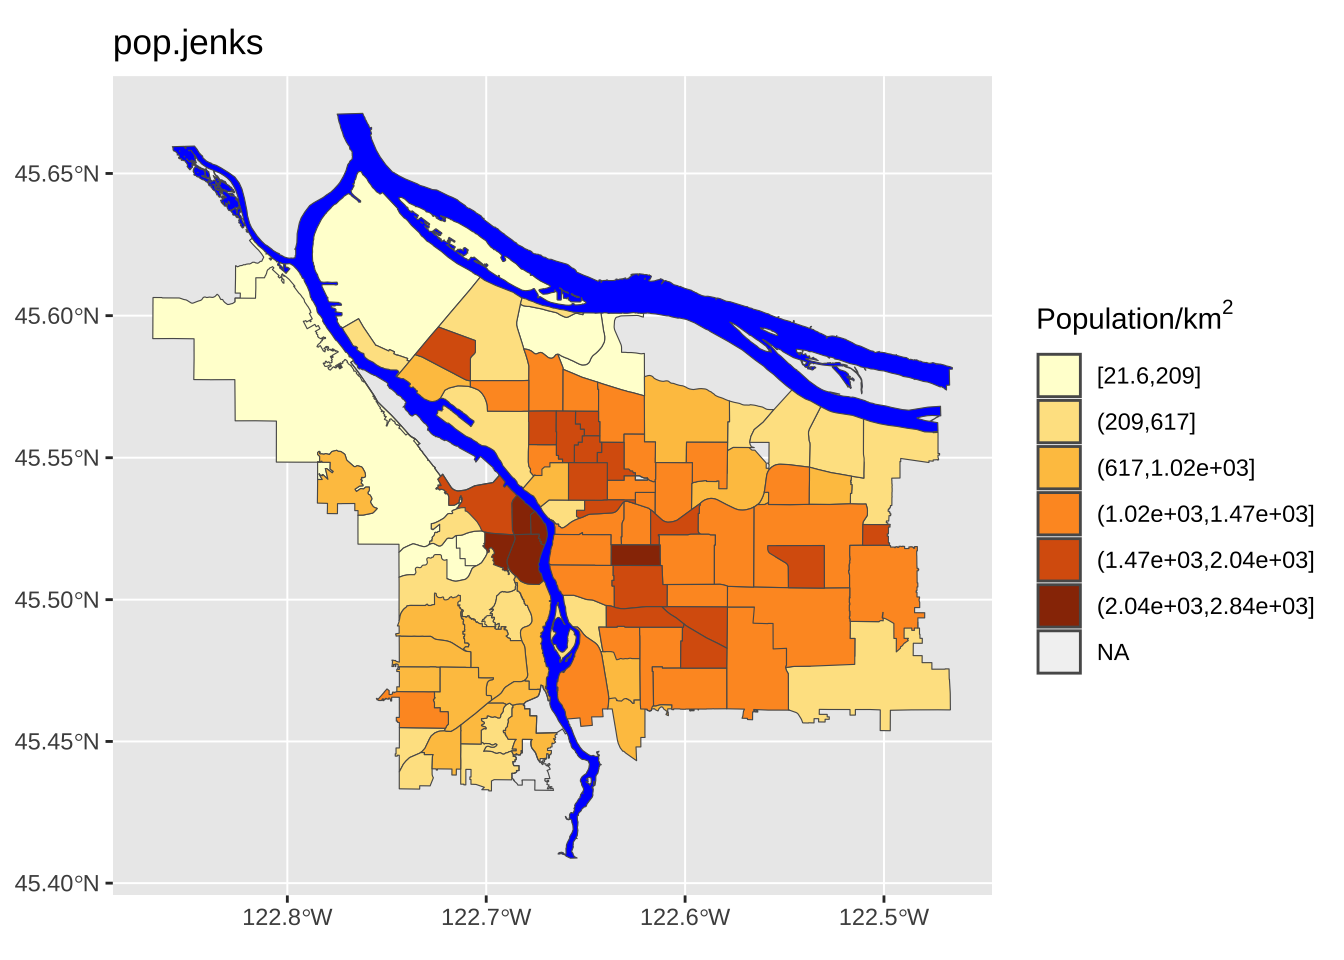 pop.jenks
45.65°N
45.60°N
45.55°N
45.50°N
45.45°N
45.40°N
122.8°W
122.7°W
122.6°W
122.5°W
Population/km²
[21.6,209]
(209,617]
(617,1.02e+03]
(1.02e+03,1.47e+03]
(1.47e+03,2.04e+03]
(2.04e+03,2.84e+03]
NA